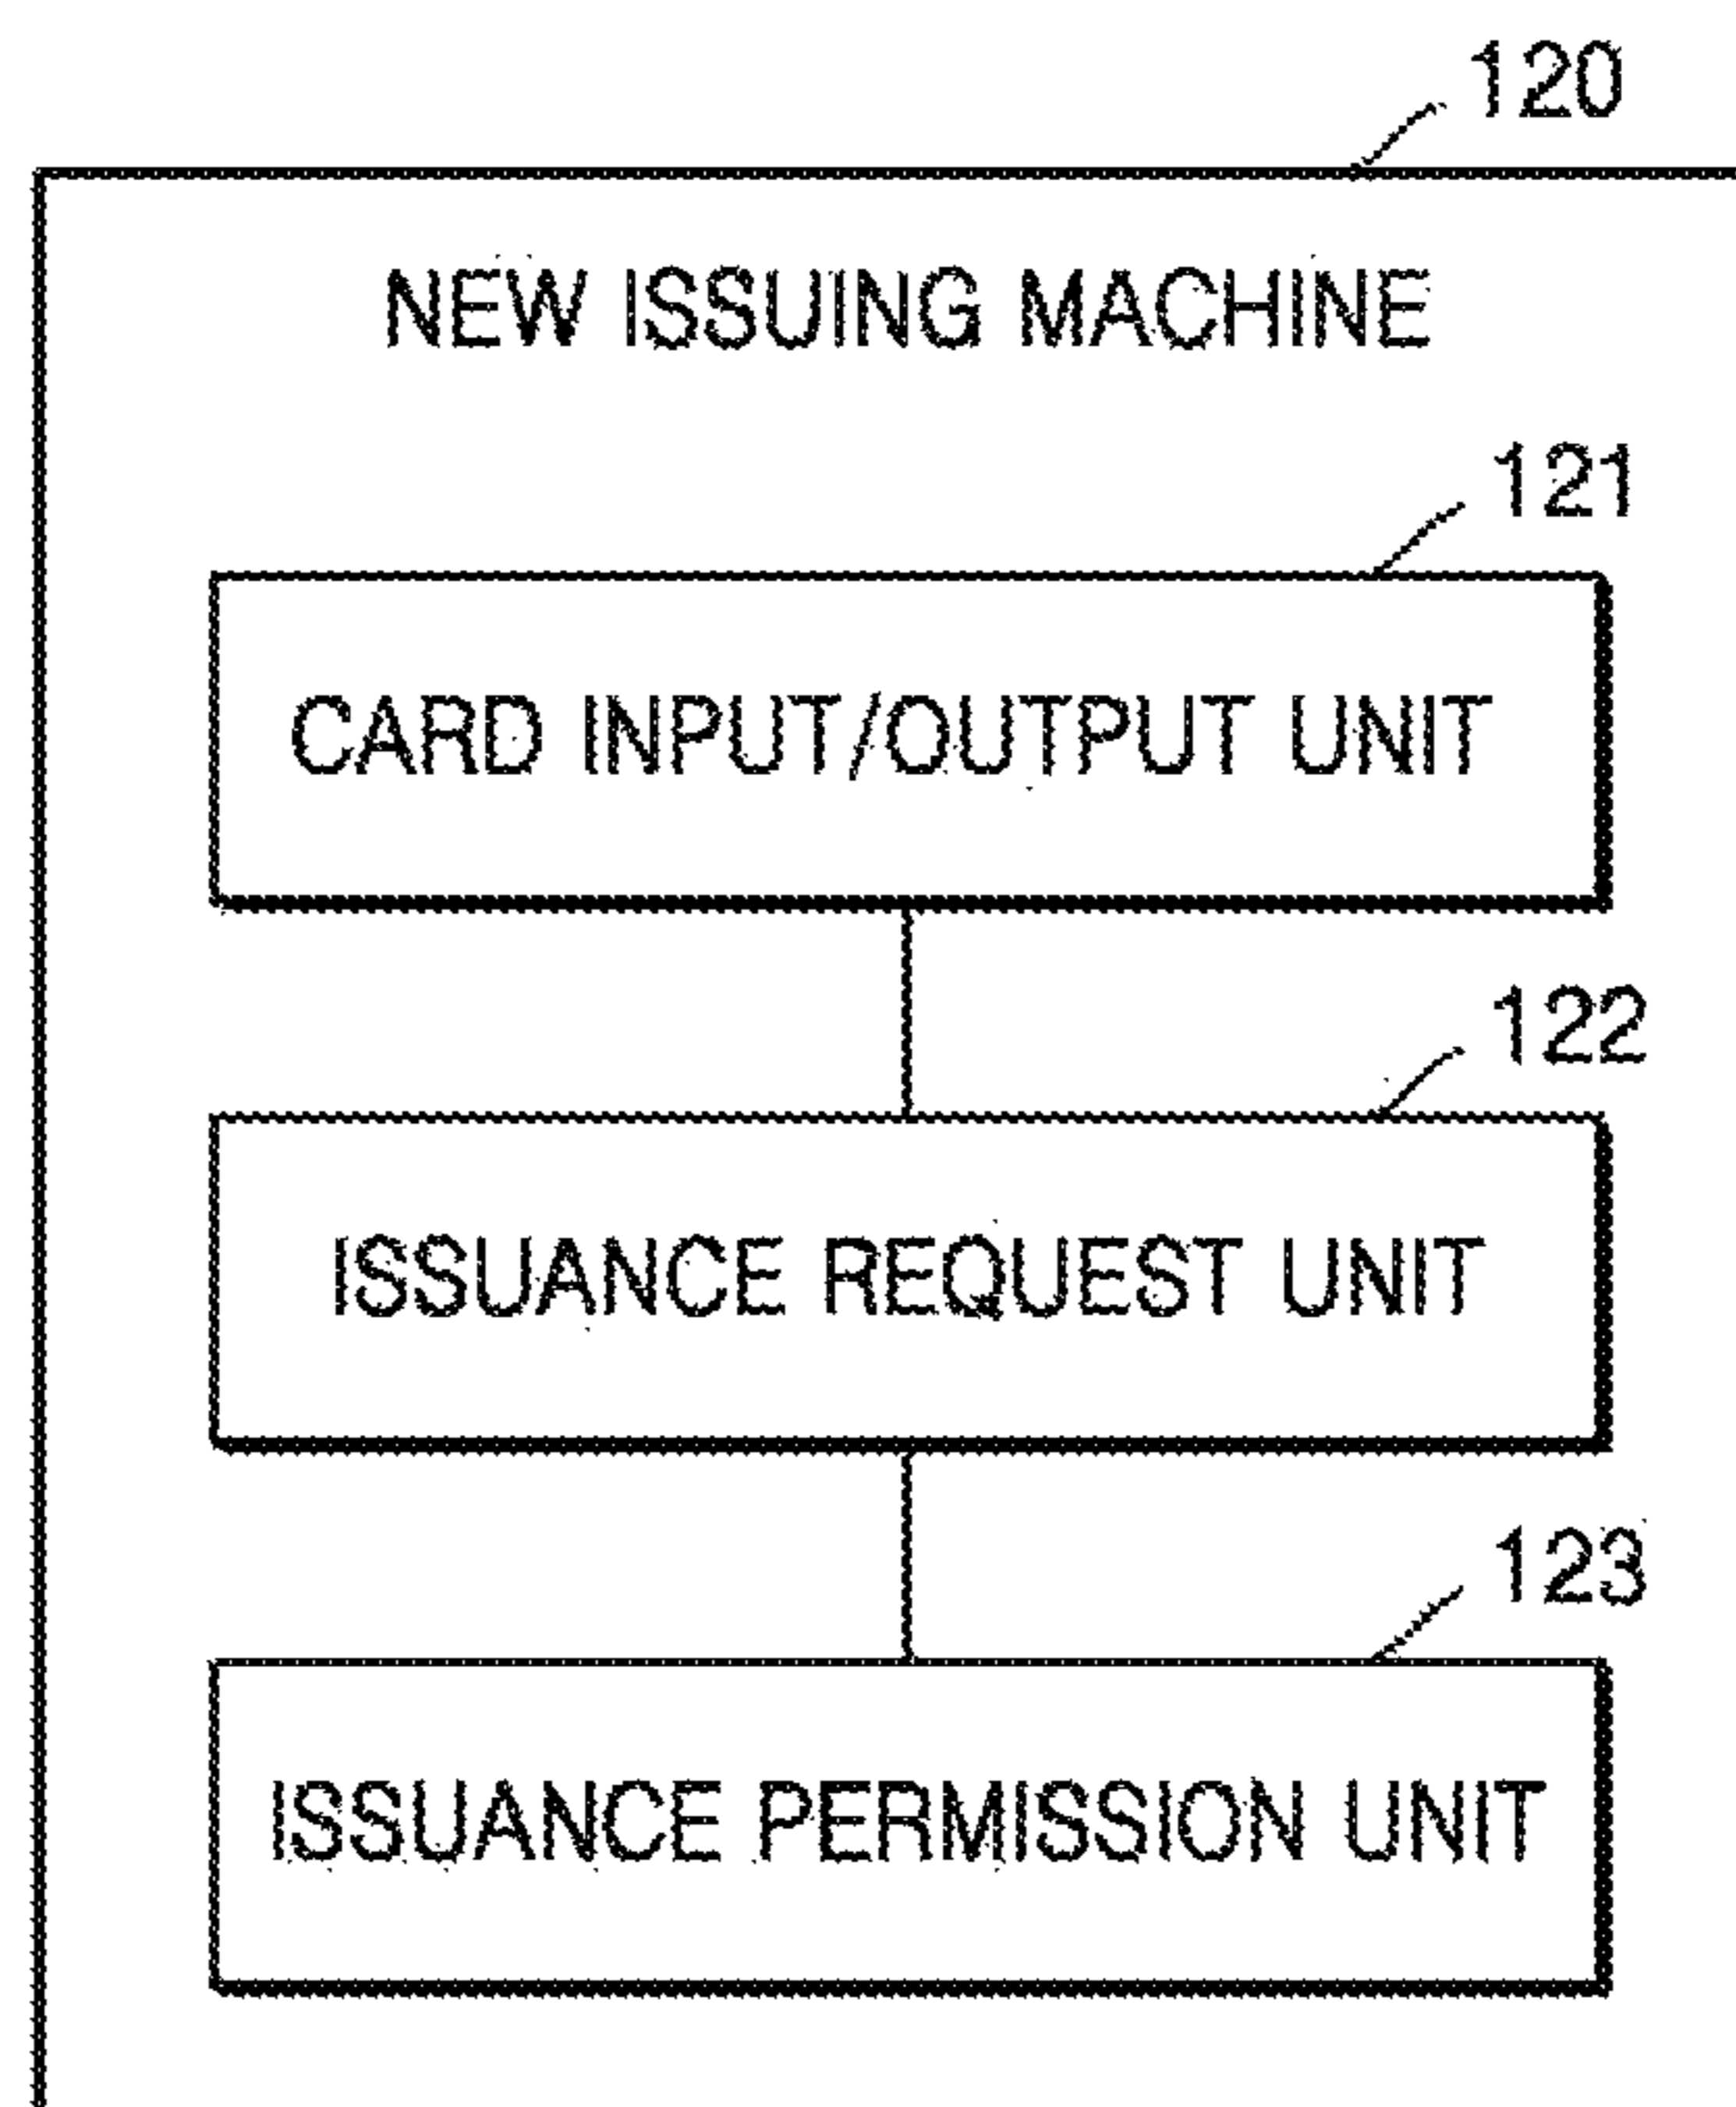 120
NEW ISSUING MACHINE
121
CARD INPUT/OUTPUT UNIT
122
ISSUANCE REQUEST UNIT
123
ISSUANCE PERMISSION UNIT